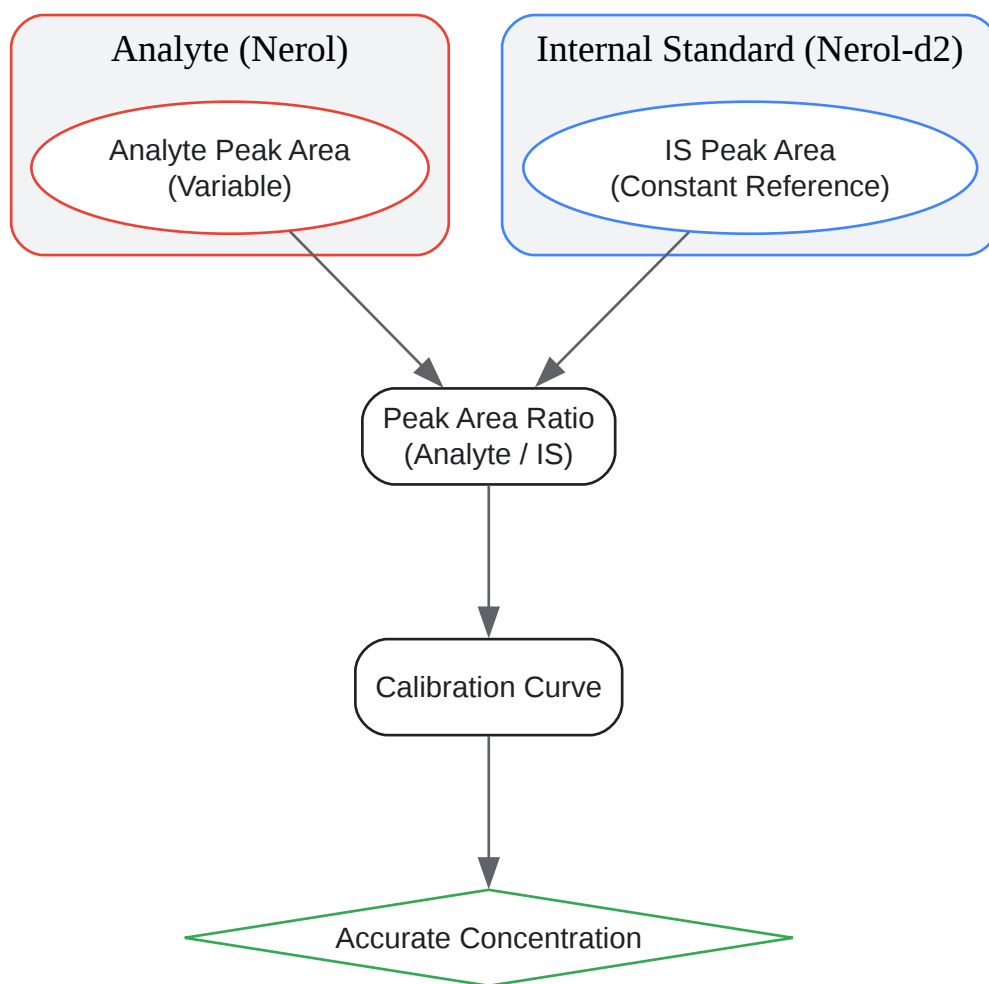 Analyte (Nerol)
Analyte Peak Area
(Variable)
Internal Standard (Nerol-d2)
IS Peak Area
(Constant Reference)
Peak Area Ratio
(Analyte / IS)
Calibration Curve
Accurate Concentration